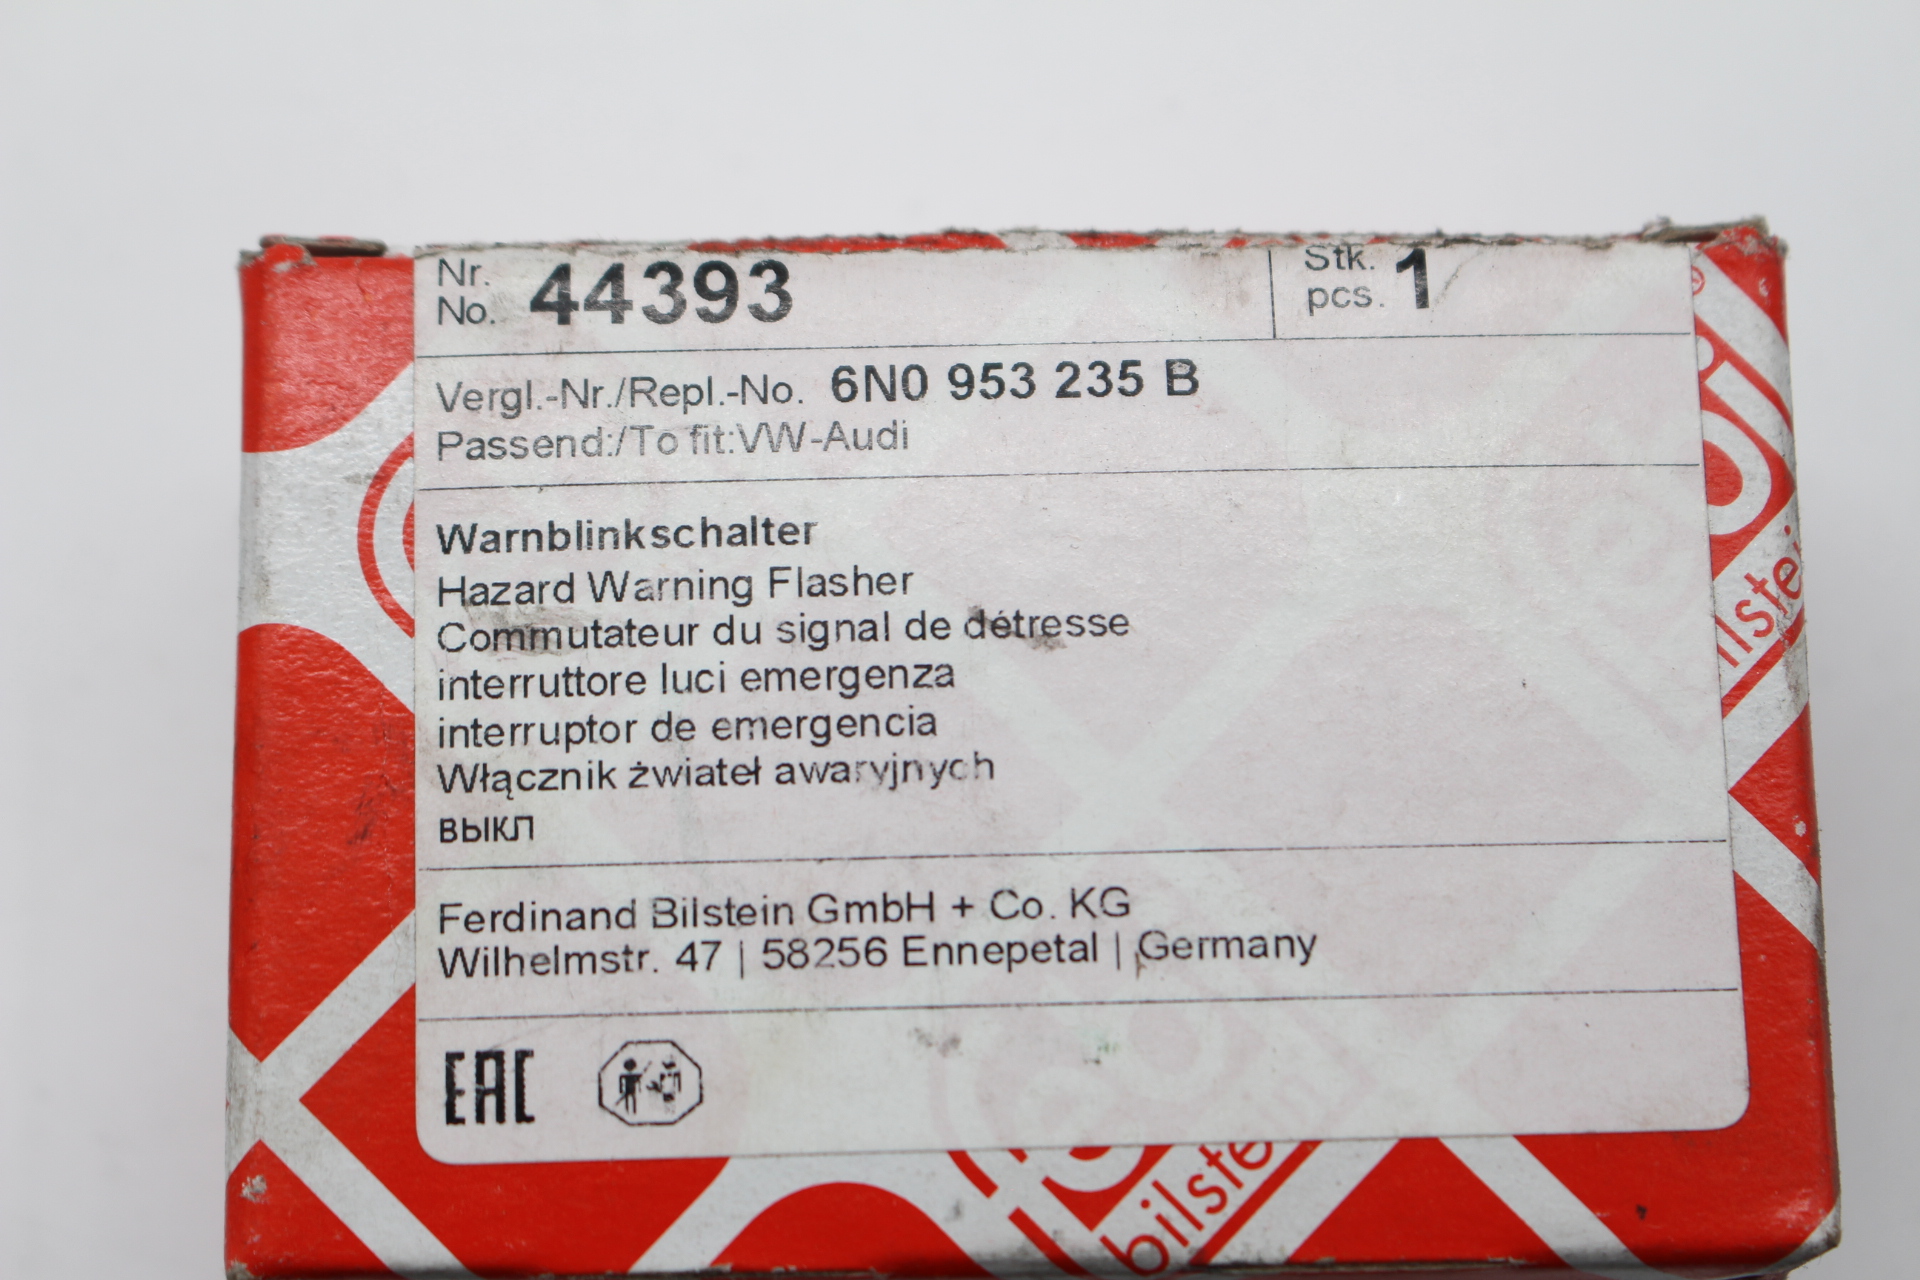 Nr. 44393 Stk. 1
No. pcs.
Vergl.-Nr./Repl.-No. 6N0 953 235 B
Passend:/To fit:VW-Audi
Warnblinkschalter
Hazard Warning Flasher
Commutateur du signal de détresse
interruttore luci emergenza
interruptor de emergencia
Włącznik żwiateł awaryjnych
выкл
Ferdinand Bilstein GmbH + Co. KG
Wilhelmstr. 47 | 58256 Ennepetal | Germany
EAC
bilstein